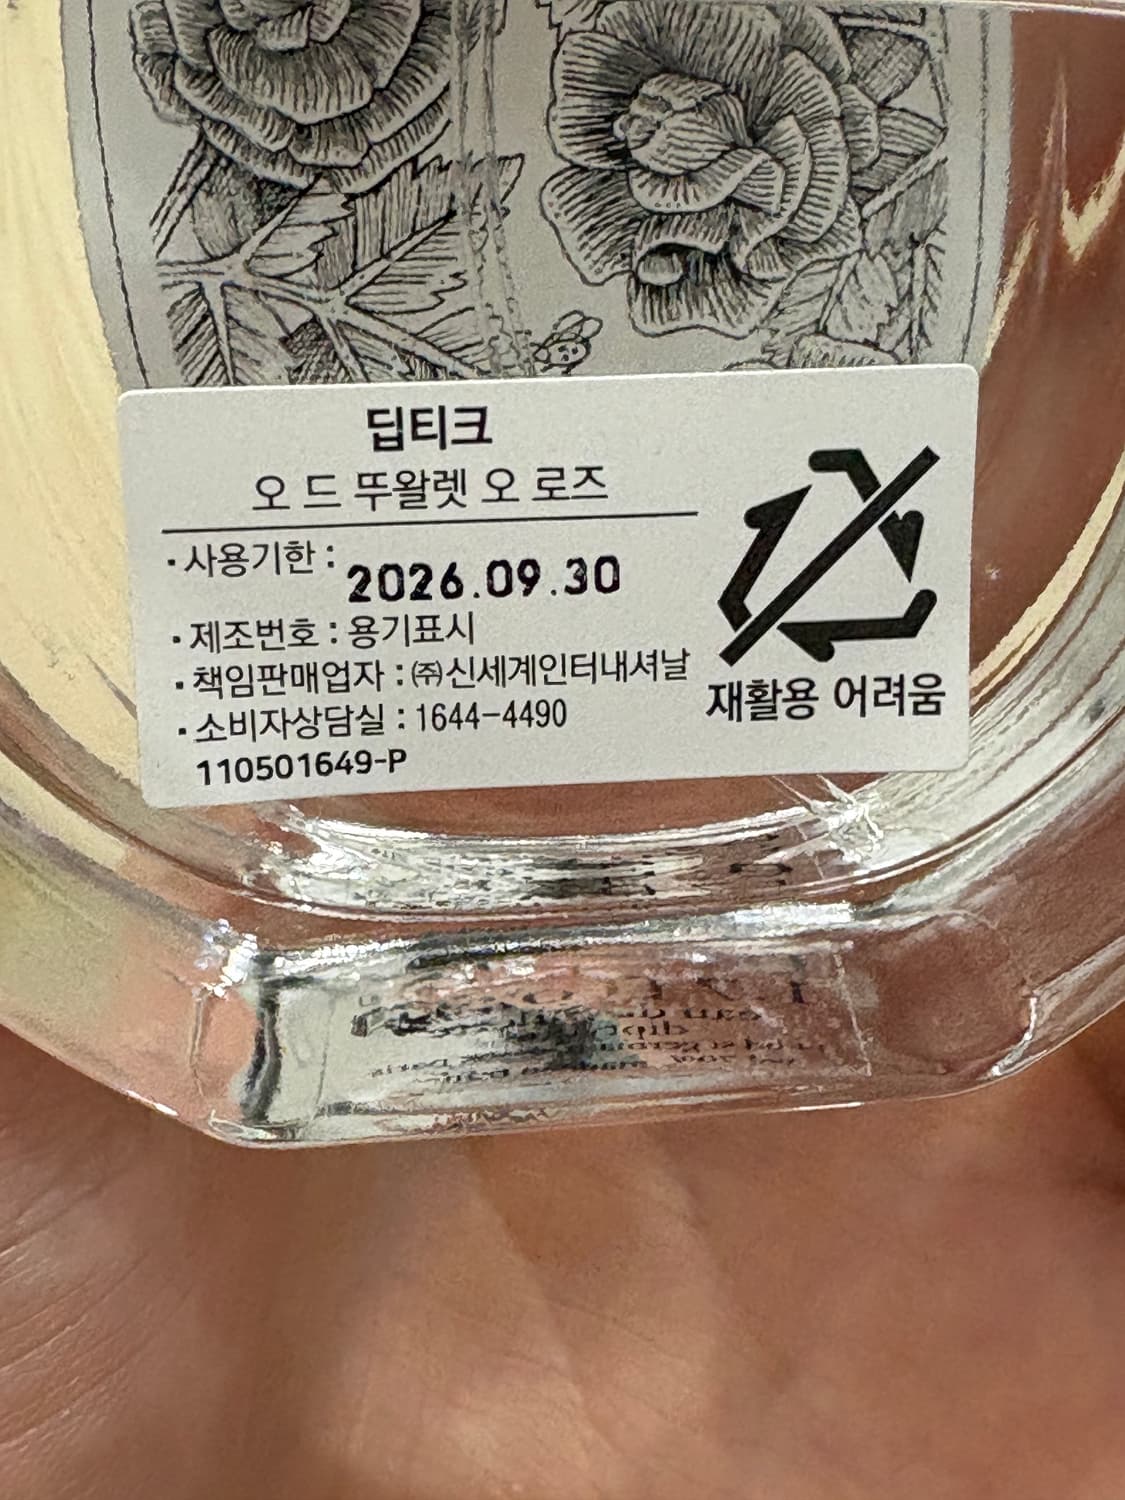 딥티크
오 드 뚜왈렛 오 로즈
· 사용기한 : 2026.09.30
· 제조번호 : 용기표시
· 책임판매업자 : ㈜신세계인터내셔날
· 소비자상담실 : 1644-4490
110501649-P
재활용 어려움